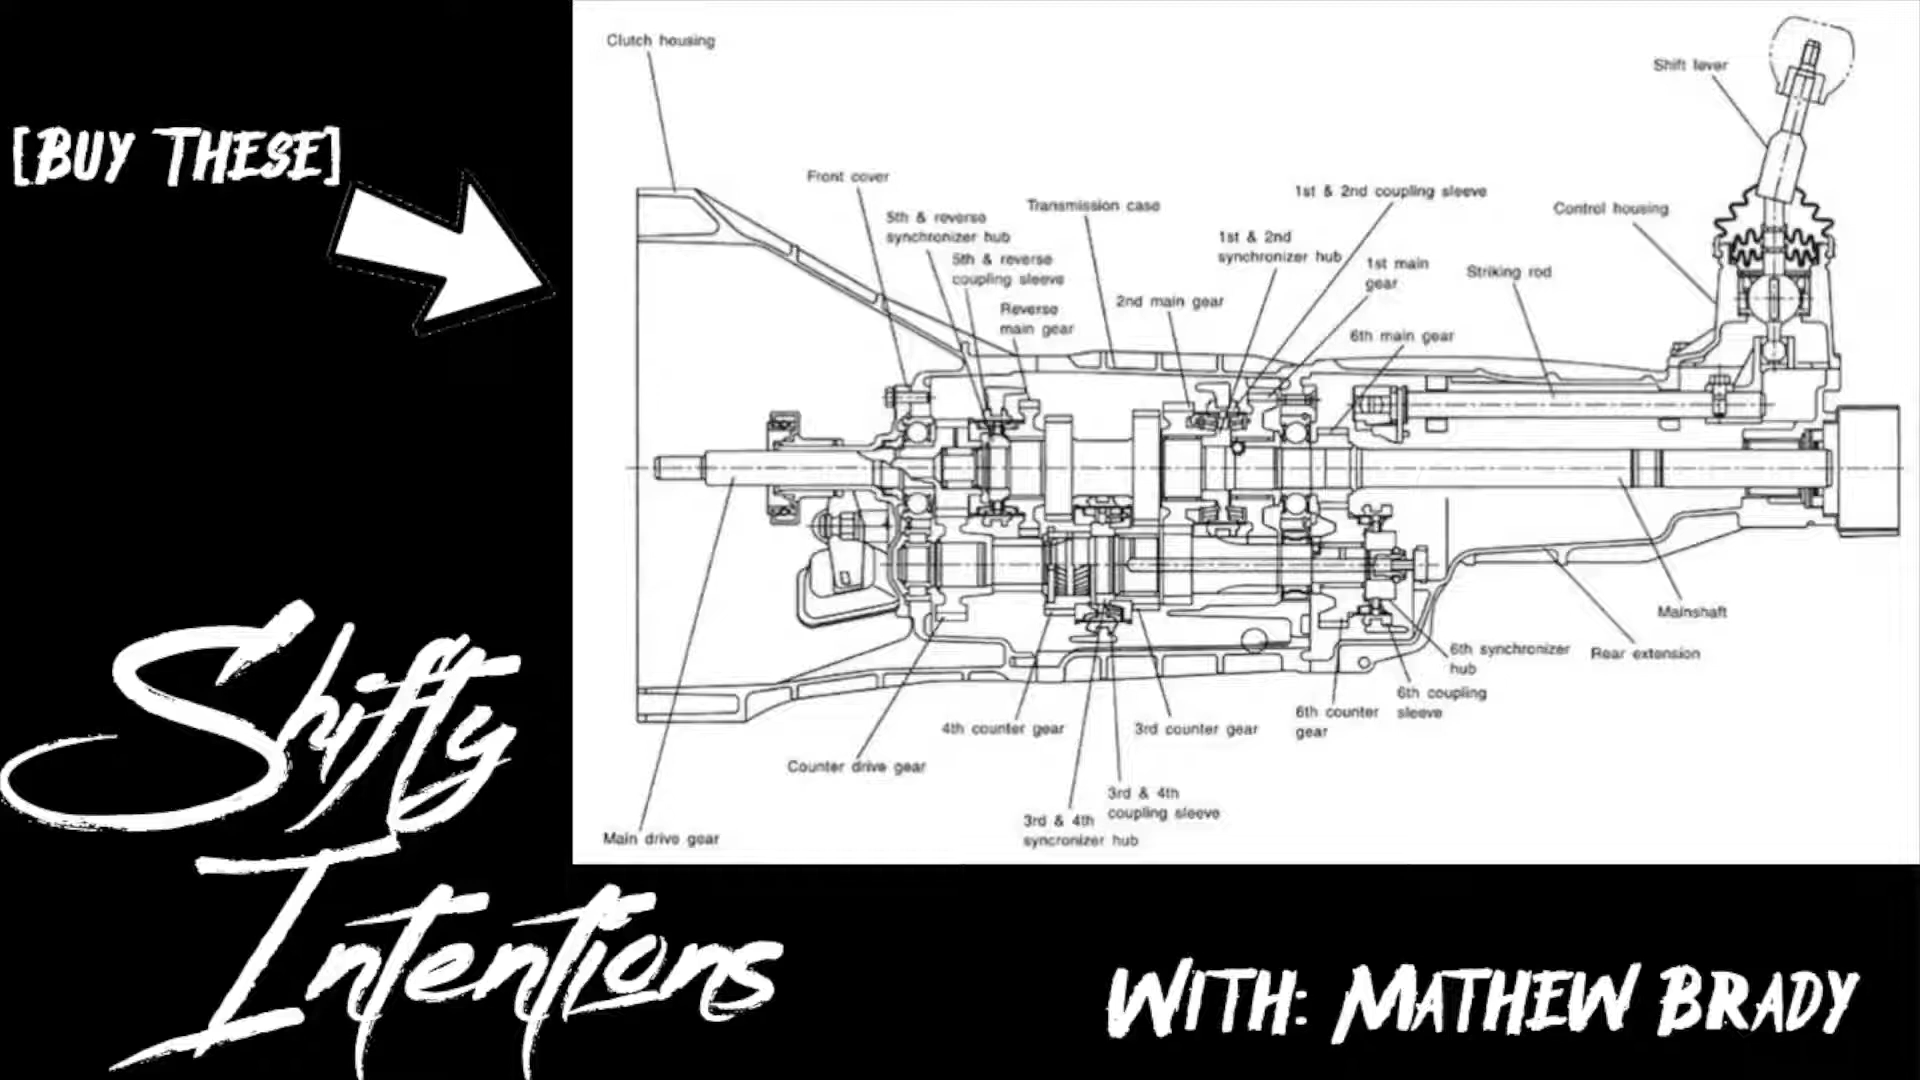 [Buy These]
Shifty
Intentions
With: Mathew Brady
Clutch housing
Shift lever
Front cover
5th & reverse
synchronizer hub
Transmission case
1st & 2nd coupling sleeve
Control housing
1st & 2nd
synchronizer hub
5th & reverse
coupling sleeve
1st main
gear
Striking rod
2nd main gear
Reverse
main gear
6th main gear
Mainshaft
6th synchronizer
hub
Rear extension
6th coupling
sleeve
6th counter
gear
4th counter gear
3rd counter gear
Counter drive gear
3rd & 4th
coupling sleeve
3rd & 4th
syncronizer hub
Main drive gear